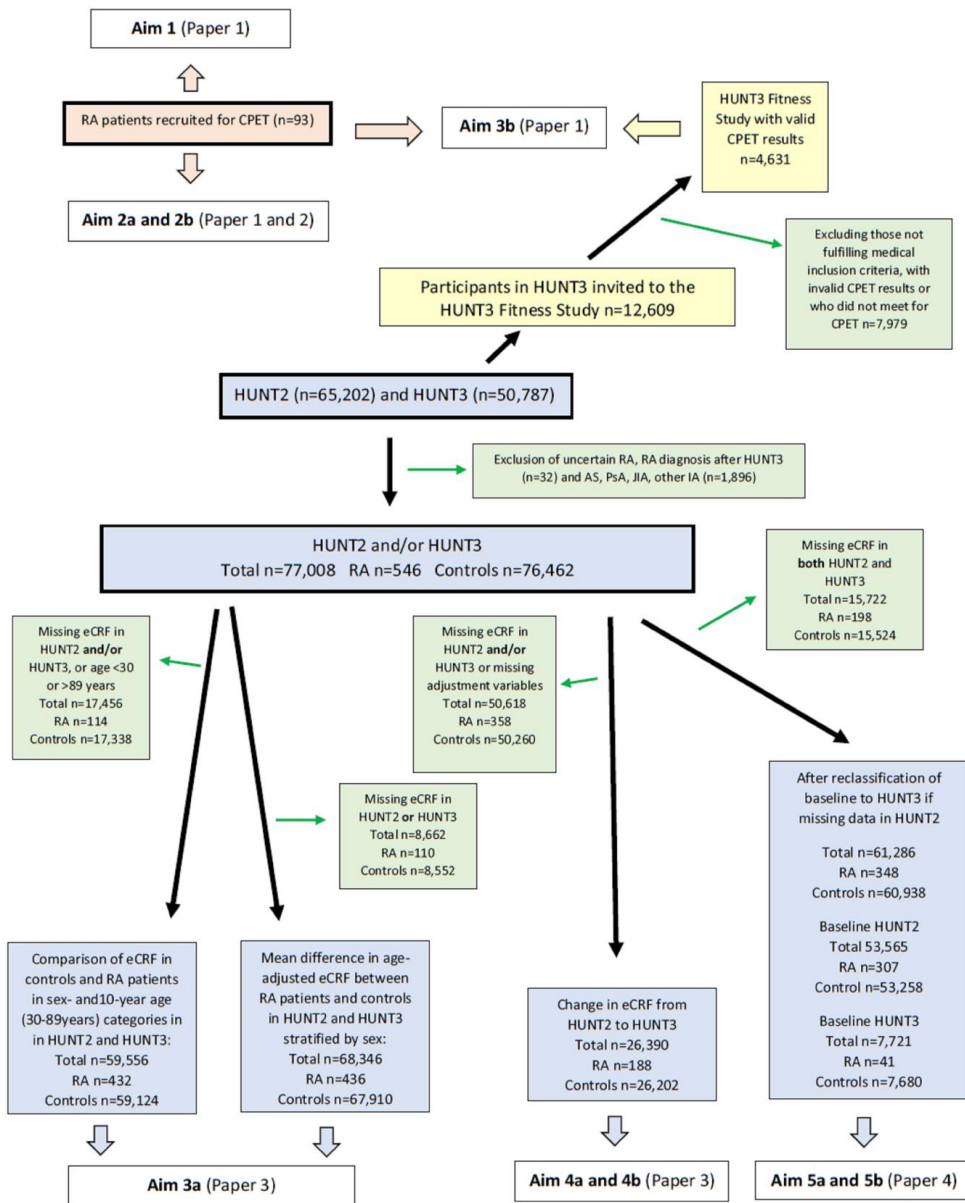 Aim 1 (Paper 1)
RA patients recruited for CPET (n=93)
Aim 3b (Paper 1)
HUNT3 Fitness
Study with valid
CPET results
n=4,631
Aim 2a and 2b (Paper 1 and 2)
Excluding those not
fulfilling medical
inclusion criteria, with
invalid CPET results or
who did not meet for
CPET n=7,979
Participants in HUNT3 invited to the
HUNT3 Fitness Study n=12,609
HUNT2 (n=65,202) and HUNT3 (n=50,787)
Exclusion of uncertain RA, RA diagnosis after HUNT3
(n=32) and AS, PsA, JIA, other IA (n=1,896)
HUNT2 and/or HUNT3
Total n=77,008 RA n=546 Controls n=76,462
Missing eCRF in
both HUNT2 and
HUNT3
Total n=15,722
RA n=198
Controls n=15,524
Missing eCRF in
HUNT2 and/or
HUNT3, or age <30
or >89 years
Total n=17,456
RA n=114
Controls n=17,338
Missing eCRF in
HUNT2 and/or
HUNT3 or missing
adjustment variables
Total n=50,618
RA n=358
Controls n=50,260
Missing eCRF in
HUNT2 or HUNT3
Total n=8,662
RA n=110
Controls n=8,552
After reclassification of
baseline to HUNT3 if
missing data in HUNT2
Total n=61,286
RA n=348
Controls n=60,938
Baseline HUNT2
Total 53,565
RA n=307
Control n=53,258
Baseline HUNT3
Total n=7,721
RA n=41
Controls n=7,680
Comparison of eCRF in
controls and RA patients
in sex- and10-year age
(30-89years) categories in
in HUNT2 and HUNT3:
Total n=59,556
RA n=432
Controls n=59,124
Mean difference in age-
adjusted eCRF between
RA patients and controls
in HUNT2 and HUNT3
stratified by sex:
Total n=68,346
RA n=436
Controls n=67,910
Change in eCRF from
HUNT2 to HUNT3
Total n=26,390
RA n=188
Controls n=26,202
Aim 3a (Paper 3)
Aim 4a and 4b (Paper 3)
Aim 5a and 5b (Paper 4)